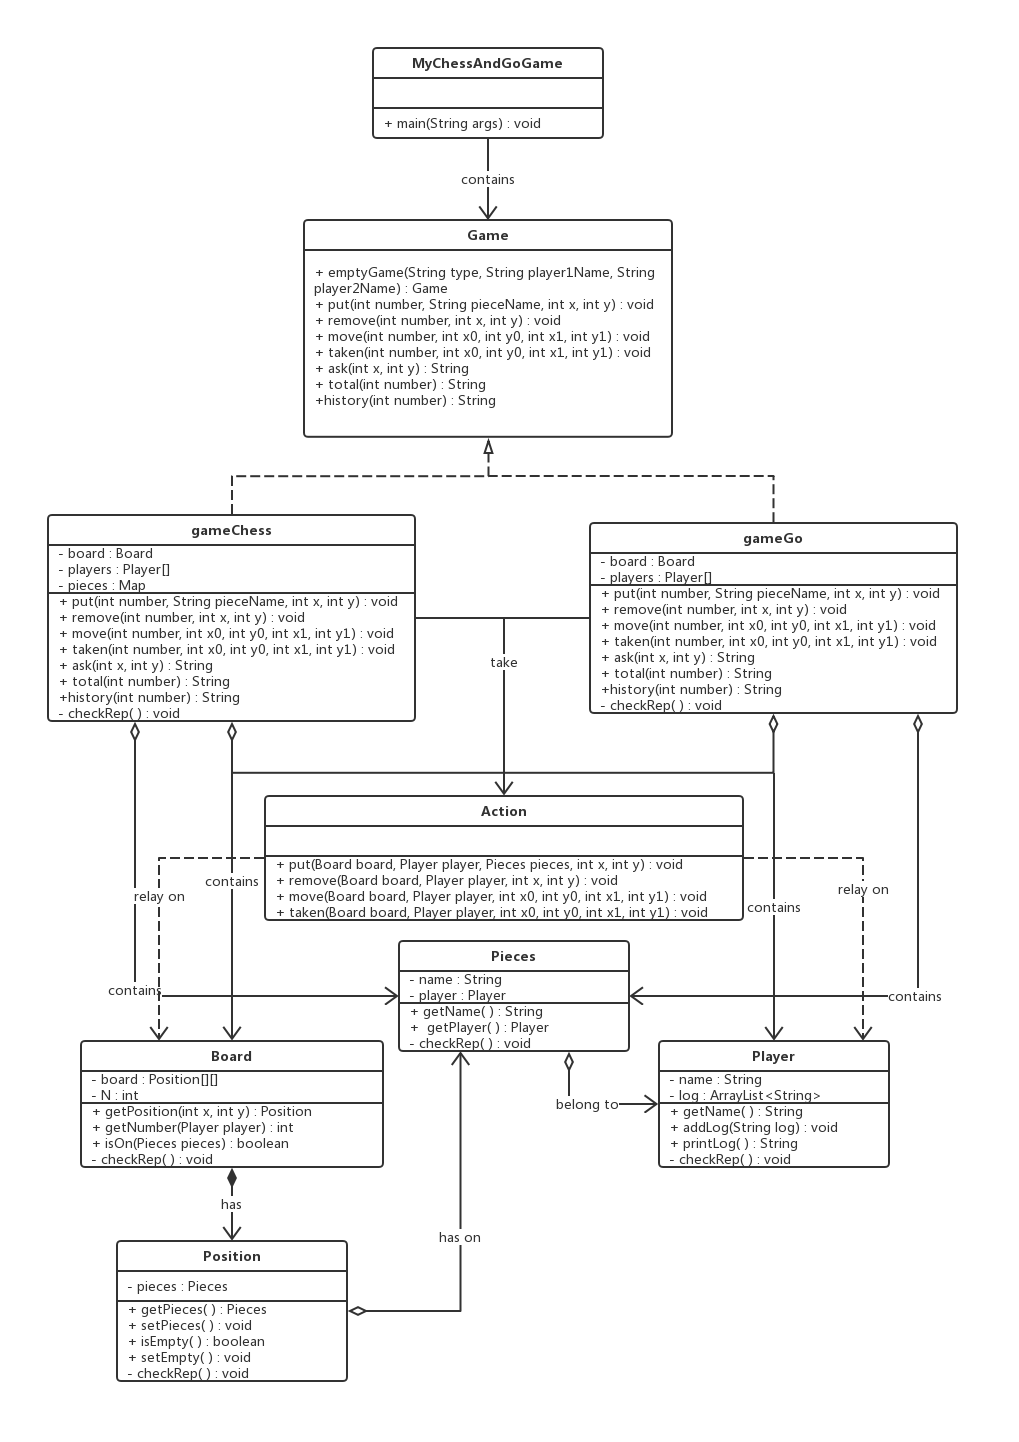 MyChessAndGoGame
+ main(String args) : void
contains
Game
+ emptyGame(String type, String player1Name, String
player2Name) : Game
+ put(int number, String pieceName, int x, int y) : void
+ remove(int number, int x, int y) : void
+ move(int number, int x0, int y0, int x1, int y1) : void
+ taken(int number, int x0, int y0, int x1, int y1) : void
+ ask(int x, int y) : String
+ total(int number) : String
+history(int number) : String
gameChess
- board : Board
- players : Player[]
- pieces : Map
+ put(int number, String pieceName, int x, int y) : void
+ remove(int number, int x, int y) : void
+ move(int number, int x0, int y0, int x1, int y1) : void
+ taken(int number, int x0, int y0, int x1, int y1) : void
+ ask(int x, int y) : String
+ total(int number) : String
+history(int number) : String
- checkRep( ) : void
gameGo
- board : Board
- players : Player[]
+ put(int number, String pieceName, int x, int y) : void
+ remove(int number, int x, int y) : void
+ move(int number, int x0, int y0, int x1, int y1) : void
+ taken(int number, int x0, int y0, int x1, int y1) : void
+ ask(int x, int y) : String
+ total(int number) : String
+history(int number) : String
- checkRep( ) : void
take
Action
+ put(Board board, Player player, Pieces pieces, int x, int y) : void
+ remove(Board board, Player player, int x, int y) : void
+ move(Board board, Player player, int x0, int y0, int x1, int y1) : void
+ taken(Board board, Player player, int x0, int y0, int x1, int y1) : void
contains
relay on
relay on
contains
contains
contains
Pieces
- name : String
- player : Player
+ getName( ) : String
+  getPlayer( ) : Player
- checkRep( ) : void
Board
- board : Position[][]
- N : int
+ getPosition(int x, int y) : Position
+ getNumber(Player player) : int
+ isOn(Pieces pieces) : boolean
- checkRep( ) : void
Player
- name : String
- log : ArrayList<String>
+ getName( ) : String
+ addLog(String log) : void
+ printLog( ) : String
- checkRep( ) : void
belong to
has
has on
Position
- pieces : Pieces
+ getPieces( ) : Pieces
+ setPieces( ) : void
+ isEmpty( ) : boolean
+ setEmpty( ) : void
- checkRep( ) : void